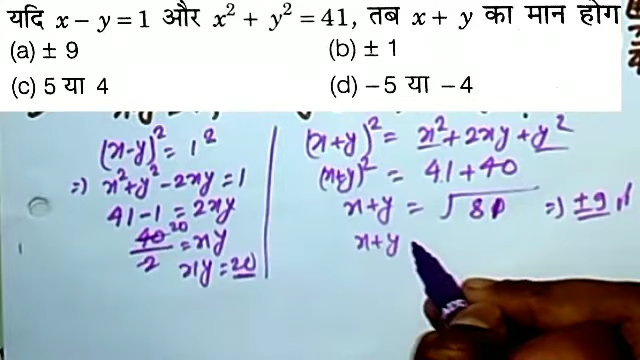 यदि x − y = 1 और x² + y² = 41, तब x + y का मान होग
(a) ± 9
(b) ± 1
(c) 5 या 4
(d) −5 या −4
(x-y)² = 1²
=> x²+y²-2xy = 1
41-1 = 2xy
40/2 20 = xy
xy = 20
(x+y)² = x²+2xy+y²
(x+y)² = 41+40
x+y = √81 => ±9
x+y